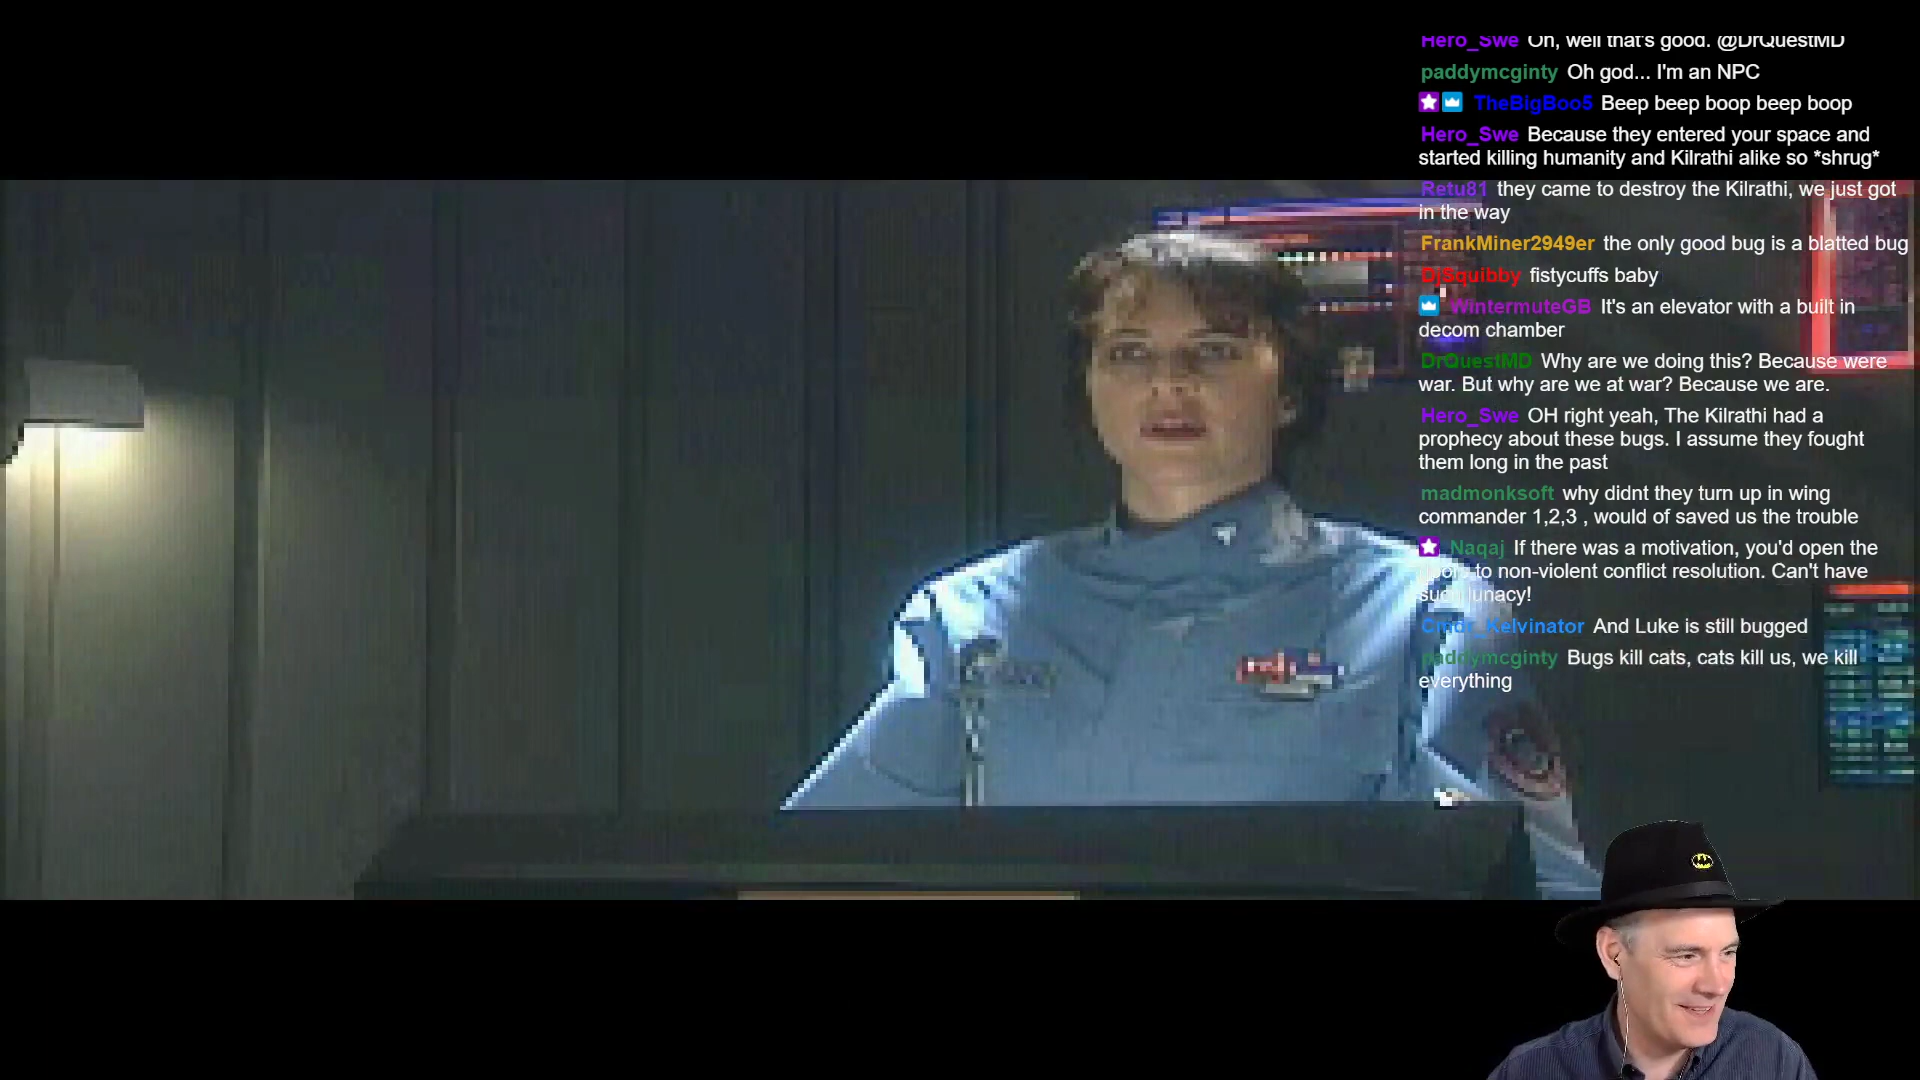 Hero_Swe Oh, well that's good. @DrQuestMD
paddymcginty Oh god... I'm an NPC
TheBigBoo5 Beep beep boop beep boop
Hero_Swe Because they entered your space and
started killing humanity and Kilrathi alike so *shrug*
Retu81 they came to destroy the Kilrathi, we just got
in the way
FrankMiner2949er the only good bug is a blatted bug
DjSquibby fistycuffs baby
WintermuteGB It's an elevator with a built in
decom chamber
DrQuestMD Why are we doing this? Because were
war. But why are we at war? Because we are.
Hero_Swe OH right yeah, The Kilrathi had a
prophecy about these bugs. I assume they fought
them long in the past
madmonksoft why didnt they turn up in wing
commander 1,2,3 , would of saved us the trouble
Naqaj If there was a motivation, you'd open the
doors to non-violent conflict resolution. Can't have
such lunacy!
Cmdr_Kelvinator And Luke is still bugged
paddymcginty Bugs kill cats, cats kill us, we kill
everything